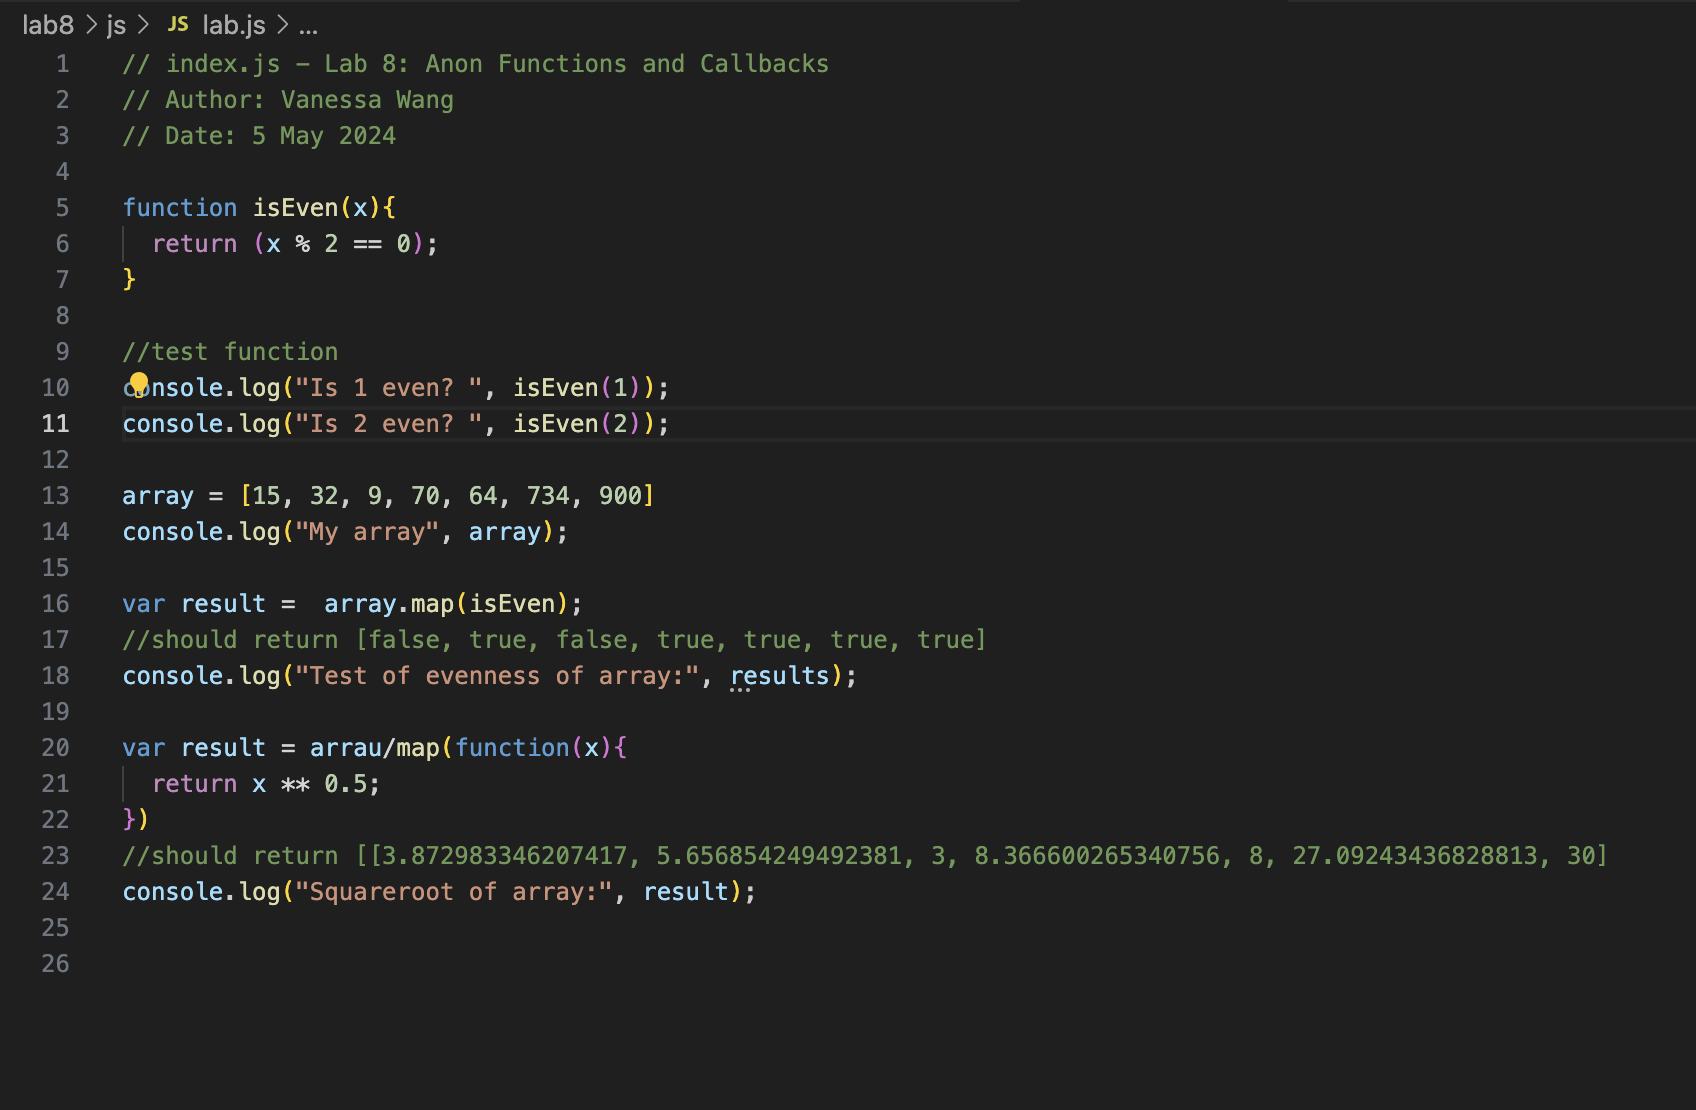 lab8 > js > JS lab.js > ...
1 // index.js – Lab 8: Anon Functions and Callbacks
2 // Author: Vanessa Wang
3 // Date: 5 May 2024
4
5 function isEven(x){
6   return (x % 2 == 0);
7 }
8
9 //test function
10 console.log("Is 1 even? ", isEven(1));
11 console.log("Is 2 even? ", isEven(2));
12
13 array = [15, 32, 9, 70, 64, 734, 900]
14 console.log("My array", array);
15
16 var result =  array.map(isEven);
17 //should return [false, true, false, true, true, true, true]
18 console.log("Test of evenness of array:", results);
19
20 var result = arrau/map(function(x){
21   return x ** 0.5;
22 })
23 //should return [[3.872983346207417, 5.656854249492381, 3, 8.366600265340756, 8, 27.09243436828813, 30]
24 console.log("Squareroot of array:", result);
25
26